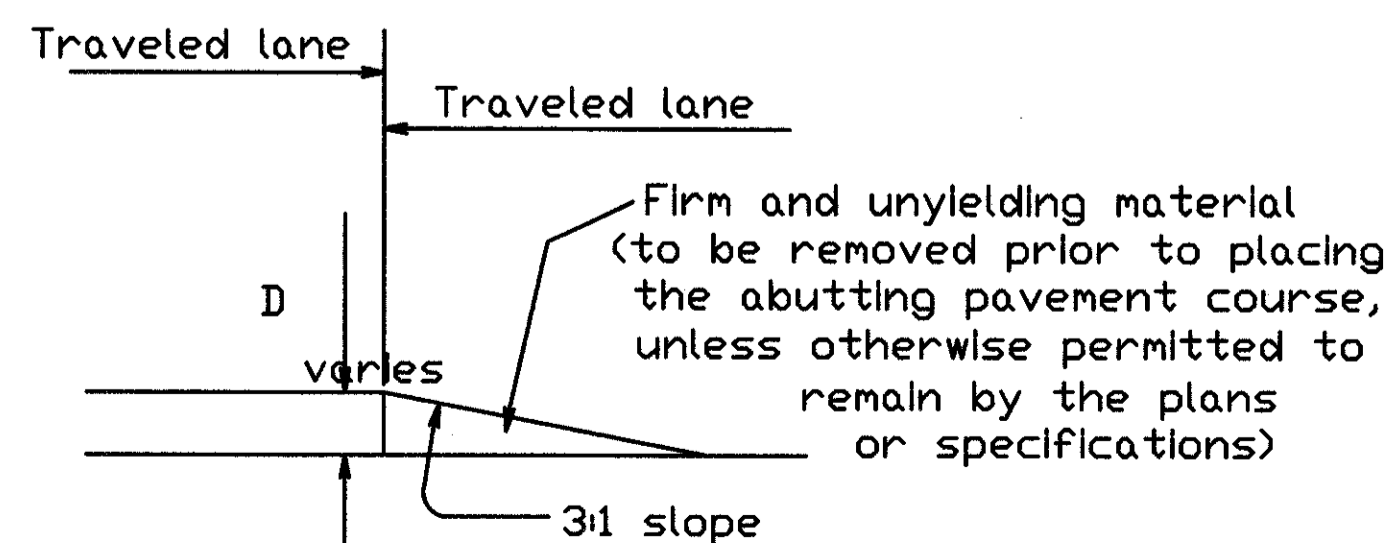 Traveled lane
Traveled lane
Firm and unyielding material
(to be removed prior to placing
the abutting pavement course,
unless otherwise permitted to
remain by the plans
or specifications)
D
varies
3:1 slope